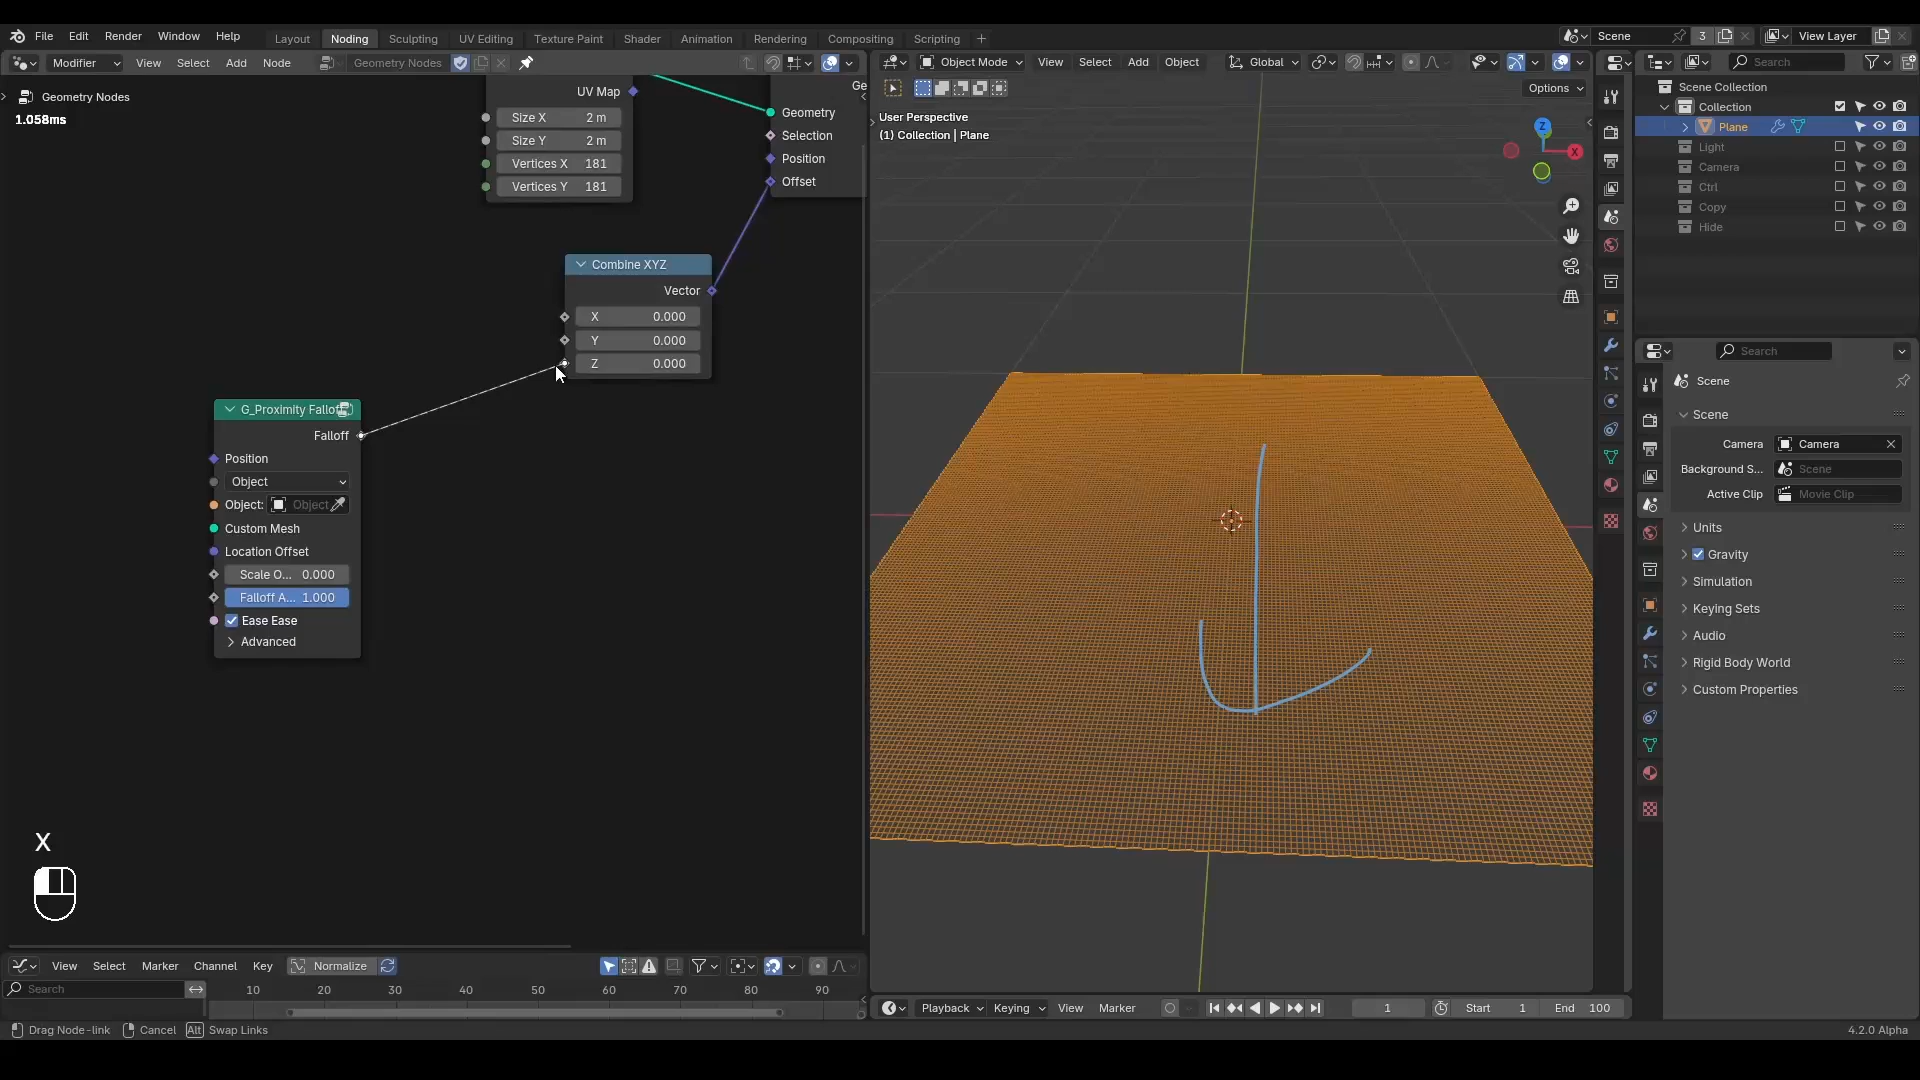 File Edit Render Window Help
Layout Noding Sculpting UV Editing Texture Paint Shader Animation Rendering Compositing Scripting
Scene 3 View Layer
Modifier View Select Add Node Geometry Nodes
Object Mode View Select Add Object Global
Search
Geometry Nodes
1.058ms
UV Map
Size X 2 m
Size Y 2 m
Vertices X 181
Vertices Y 181
Ge
Geometry
Selection
Position
Offset
Combine XYZ
Vector
X 0.000
Y 0.000
Z 0.000
G_Proximity Fallo
Falloff
Position
Object
Object: Object
Custom Mesh
Location Offset
Scale O... 0.000
Falloff A... 1.000
Ease Ease
Advanced
X
Options
User Perspective
(1) Collection | Plane
Z
X
Scene Collection
Collection
Plane
Light
Camera
Ctrl
Copy
Hide
Search
Scene
Scene
Camera Camera
Background S... Scene
Active Clip Movie Clip
Units
Gravity
Simulation
Keying Sets
Audio
Rigid Body World
Custom Properties
View Select Marker Channel Key Normalize
Search
10 20 30 40 50 60 70 80 90
Playback Keying View Marker 1 Start 1 End 100
Drag Node-link Cancel Alt Swap Links
4.2.0 Alpha